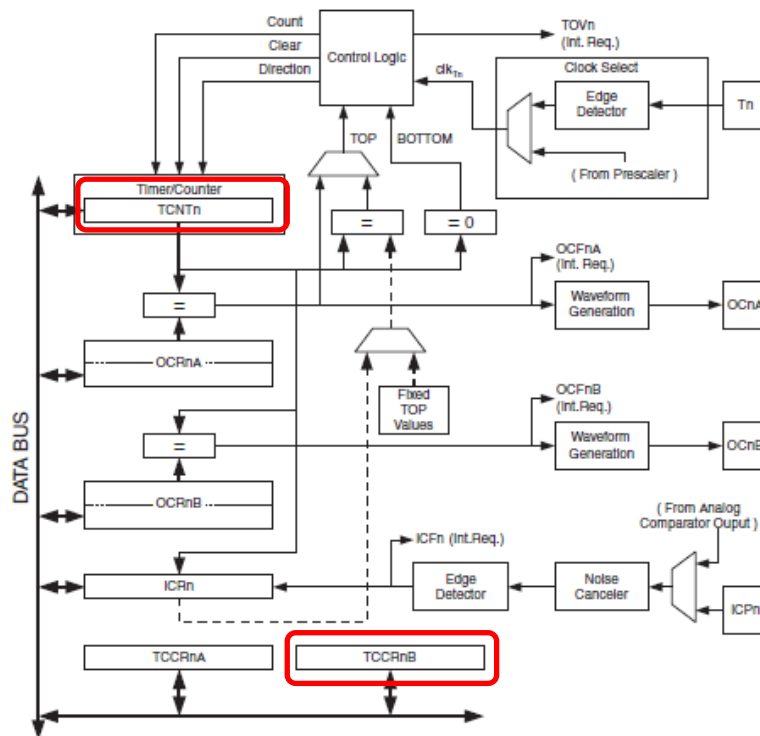 Count
Clear
Direction
Control Logic
TOVn
(Int. Req.)
clkTn
Clock Select
Edge
Detector
Tn
( From Prescaler )
TOP
BOTTOM
Timer/Counter
TCNTn
=
= 0
OCFnA
(Int. Req.)
=
Waveform
Generation
OCnA
OCRnA
Fixed
TOP
Values
OCFnB
(Int.Req.)
=
Waveform
Generation
OCnB
DATA BUS
OCRnB
( From Analog
Comparator Ouput )
ICFn (Int.Req.)
ICRn
Edge
Detector
Noise
Canceler
ICPn
TCCRnA
TCCRnB